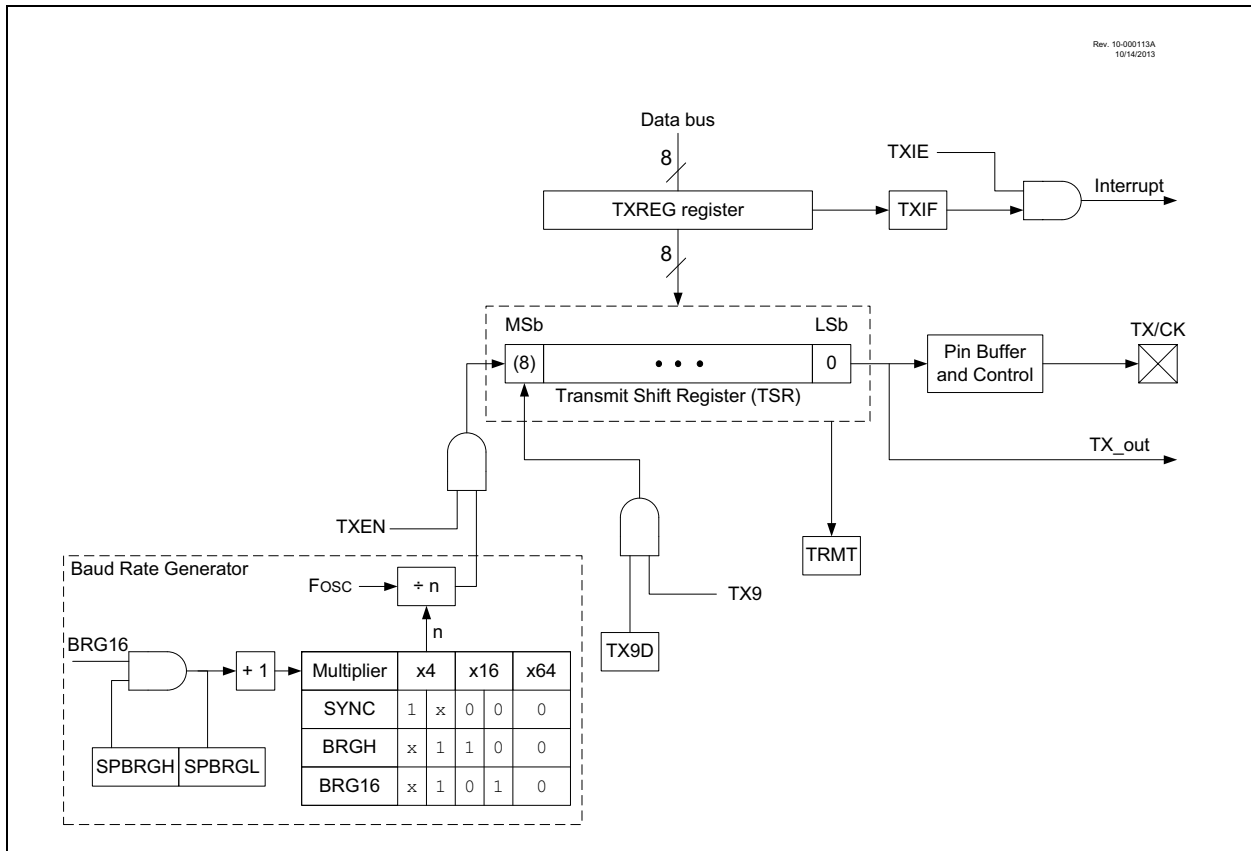 Rev. 10-000113A
10/14/2013
Data bus
8
TXIE
Interrupt
TXREG register
TXIF
8
MSb
LSb
TX/CK
(8)
• • •
0
Pin Buffer
and Control
Transmit Shift Register (TSR)
TX_out
TXEN
TRMT
Baud Rate Generator
FOSC
÷ n
TX9
n
BRG16
TX9D
+ 1
Multiplier x4 x16 x64
SYNC 1 x 0 0 0
BRGH x 1 1 0 0
BRG16 x 1 0 1 0
SPBRGH SPBRGL